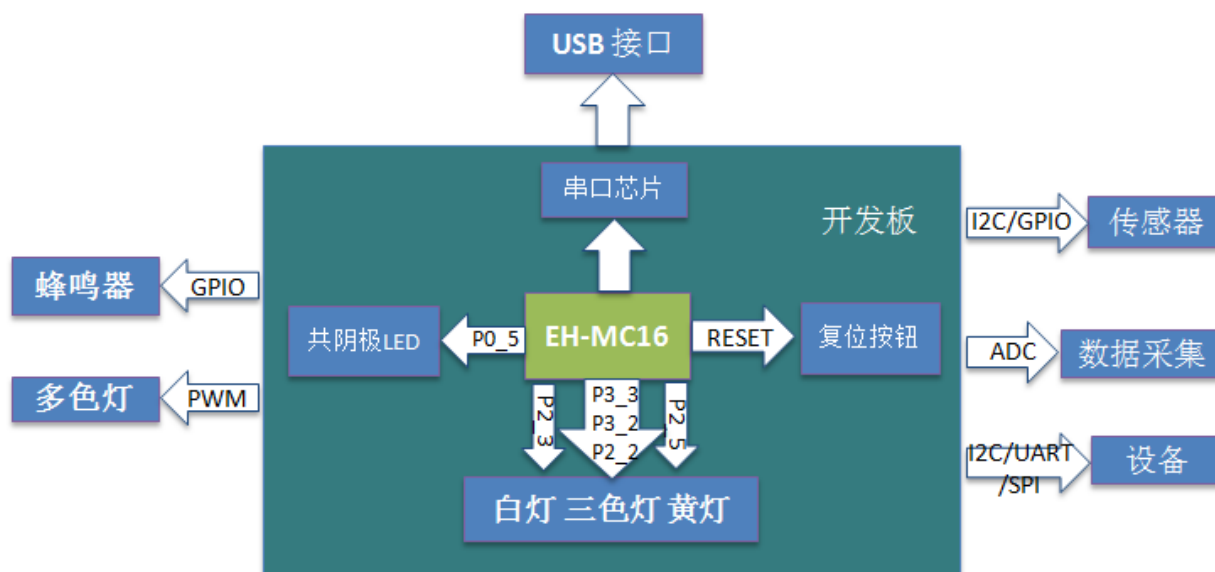 USB 接口
串口芯片
开发板
I2C/GPIO
传感器
蜂鸣器
GPIO
共阴极LED
P0_5
EH-MC16
RESET
复位按钮
ADC
数据采集
多色灯
PWM
P2_3
P3_3
P3_2
P2_2
P2_5
I2C/UART
/SPI
设备
白灯 三色灯 黄灯